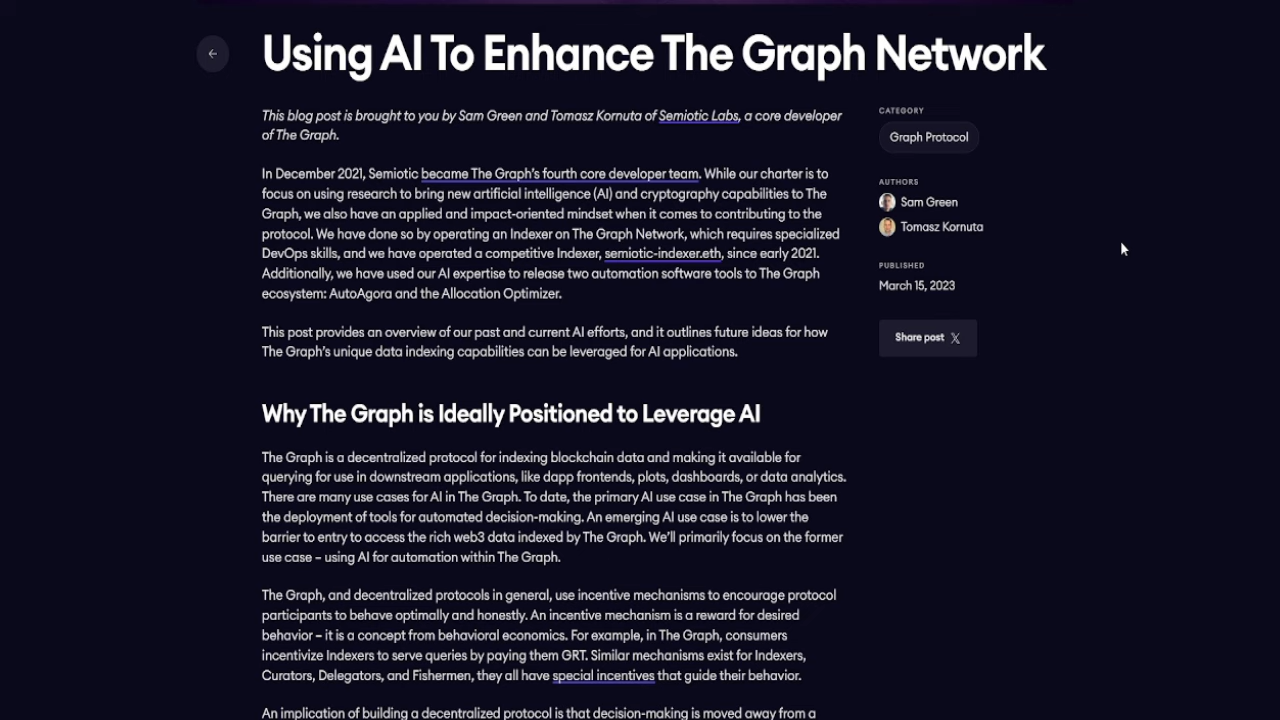 Using AI To Enhance The Graph Network
This blog post is brought to you by Sam Green and Tomasz Kornuta of Semiotic Labs, a core developer
of The Graph.
In December 2021, Semiotic became The Graph's fourth core developer team. While our charter is to
focus on using research to bring new artificial intelligence (AI) and cryptography capabilities to The
Graph, we also have an applied and impact-oriented mindset when it comes to contributing to the
protocol. We have done so by operating an Indexer on The Graph Network, which requires specialized
DevOps skills, and we have operated a competitive Indexer, semiotic-indexer.eth, since early 2021.
Additionally, we have used our AI expertise to release two automation software tools to The Graph
ecosystem: AutoAgora and the Allocation Optimizer.
This post provides an overview of our past and current AI efforts, and it outlines future ideas for how
The Graph's unique data indexing capabilities can be leveraged for AI applications.
Why The Graph is Ideally Positioned to Leverage AI
The Graph is a decentralized protocol for indexing blockchain data and making it available for
querying for use in downstream applications, like dapp frontends, plots, dashboards, or data analytics.
There are many use cases for AI in The Graph. To date, the primary AI use case in The Graph has been
the deployment of tools for automated decision-making. An emerging AI use case is to lower the
barrier to entry to access the rich web3 data indexed by The Graph. We'll primarily focus on the former
use case – using AI for automation within The Graph.
The Graph, and decentralized protocols in general, use incentive mechanisms to encourage protocol
participants to behave optimally and honestly. An incentive mechanism is a reward for desired
behavior – it is a concept from behavioral economics. For example, in The Graph, consumers
incentivize Indexers to serve queries by paying them GRT. Similar mechanisms exist for Indexers,
Curators, Delegators, and Fishermen, they all have special incentives that guide their behavior.
An implication of building a decentralized protocol is that decision-making is moved away from a
CATEGORY
Graph Protocol
AUTHORS
Sam Green
Tomasz Kornuta
PUBLISHED
March 15, 2023
Share post